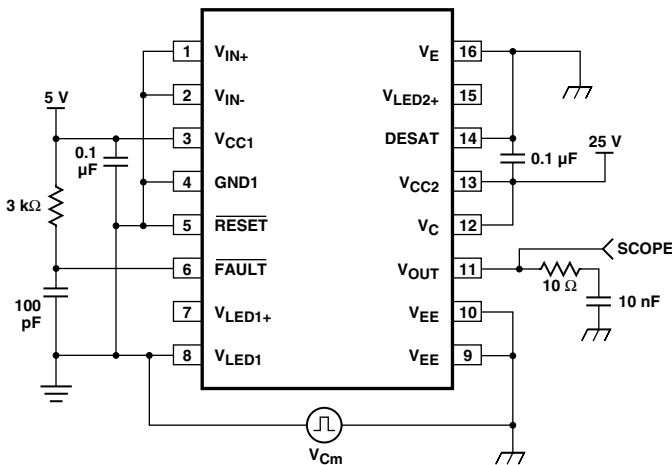 1 V_IN+
2 V_IN-
3 V_CC1
4 GND1
5 RESET
6 FAULT
7 V_LED1+
8 V_LED1
V_E 16
V_LED2+ 15
DESAT 14
V_CC2 13
V_C 12
V_OUT 11
V_EE 10
V_EE 9
5 V
0.1
µF
3 kΩ
100
pF
0.1 µF
25 V
SCOPE
10 Ω
10 nF
V_Cm